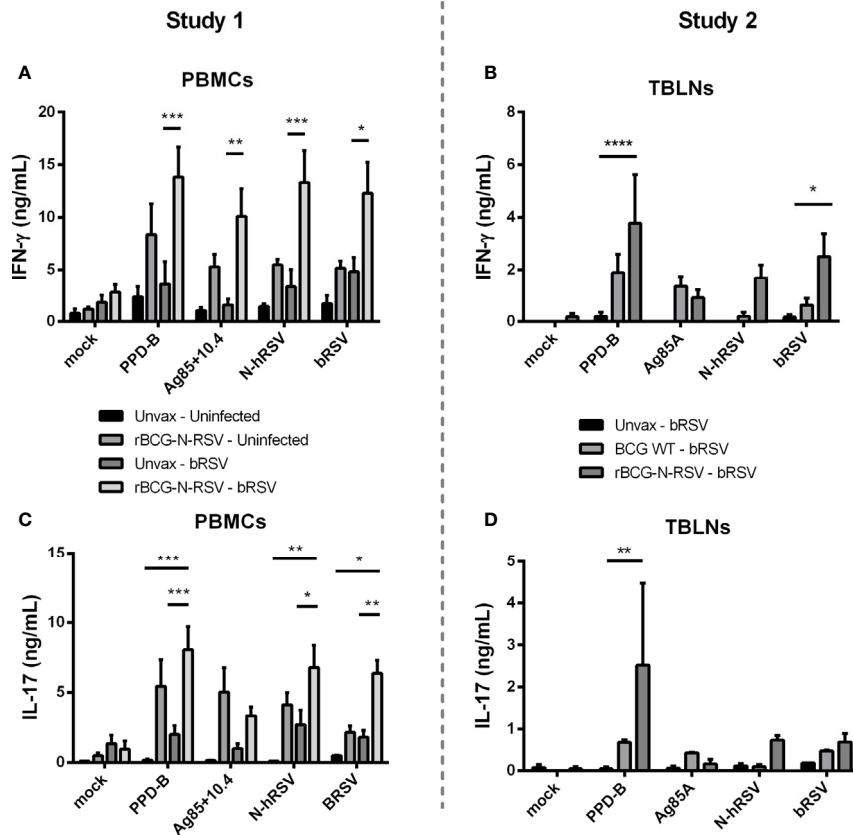 Study 1
Study 2
A
PBMCs
20
15
10
5
0
IFN-γ (ng/mL)
***
**
***
*
mock
PPD-B
Ag85+10.4
N-hRSV
bRSV
B
TBLNs
8
6
4
2
0
IFN-γ (ng/mL)
****
*
mock
PPD-B
Ag85A
N-hRSV
bRSV
Unvax - Uninfected
rBCG-N-RSV - Uninfected
Unvax - bRSV
rBCG-N-RSV - bRSV
Unvax - bRSV
BCG WT - bRSV
rBCG-N-RSV - bRSV
C
PBMCs
15
10
5
0
IL-17 (ng/mL)
***
***
**
*
*
**
mock
PPD-B
Ag85+10.4
N-hRSV
BRSV
D
TBLNs
5
4
3
2
1
0
IL-17 (ng/mL)
**
mock
PPD-B
Ag85A
N-hRSV
bRSV